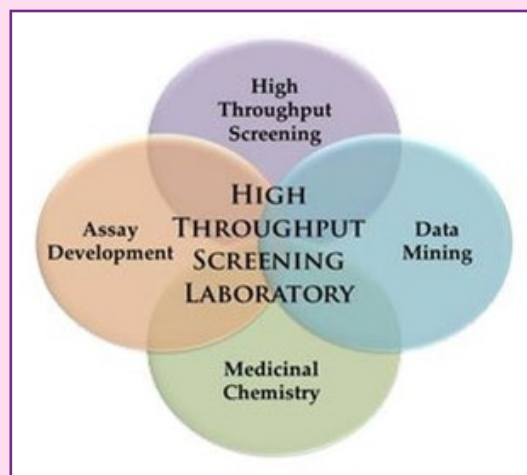 High
Throughput
Screening
Assay
Development
HIGH
THROUGHPUT
SCREENING
LABORATORY
Data
Mining
Medicinal
Chemistry